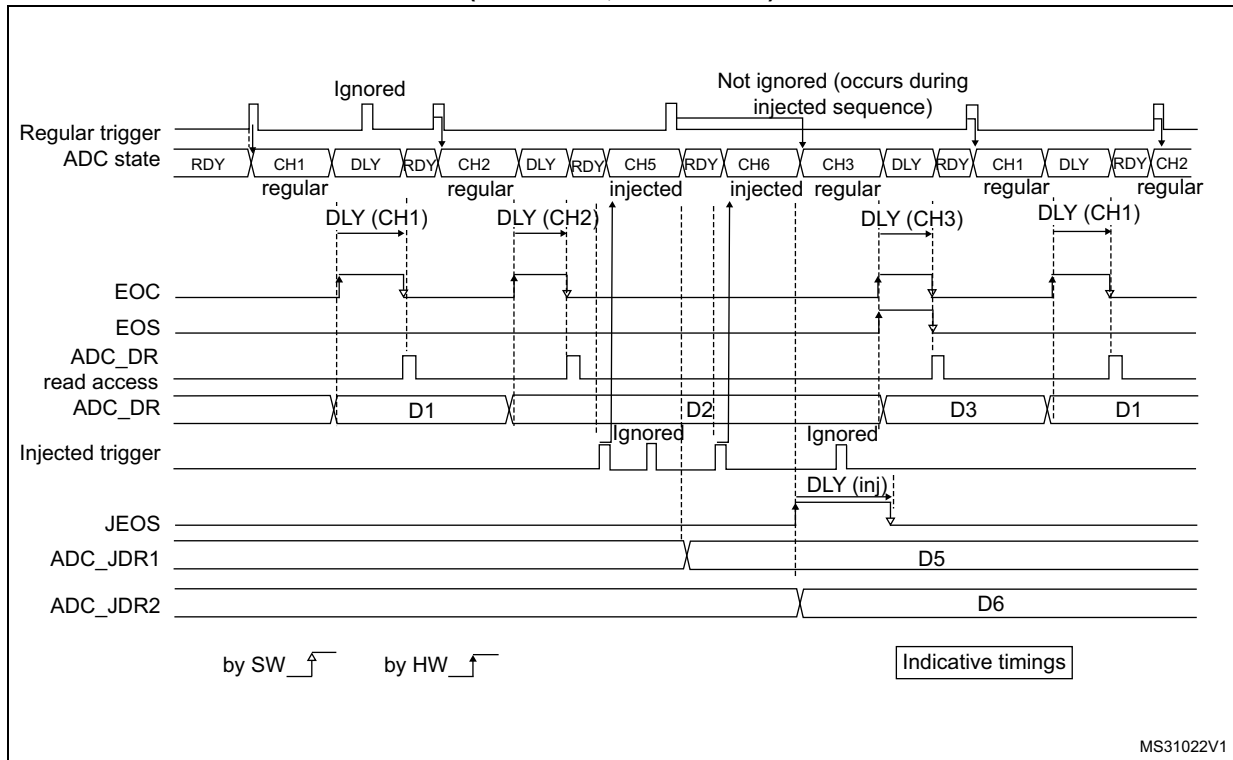 Ignored
Not ignored (occurs during
injected sequence)
Regular trigger
ADC state
RDY CH1 DLY RDY CH2 DLY RDY CH5 RDY CH6 CH3 DLY RDY CH1 DLY RDY CH2
regular regular injected injected regular regular regular
DLY (CH1) DLY (CH2) DLY (CH3) DLY (CH1)
EOC
EOS
ADC_DR
read access
ADC_DR D1 D2 D3 D1
Ignored Ignored
Injected trigger
DLY (inj)
JEOS
ADC_JDR1 D5
ADC_JDR2 D6
by SW by HW Indicative timings
MS31022V1